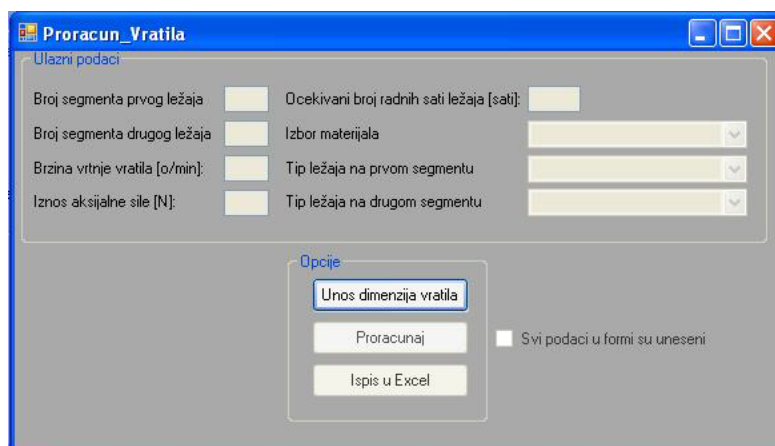 Proracun_Vratila
Ulazni podaci
Broj segmenta prvog ležaja
Ocekivani broj radnih sati ležaja [sati]:
Broj segmenta drugog ležaja
Izbor materijala
Brzina vrtnje vratila [o/min]:
Tip ležaja na prvom segmentu
Iznos aksijalne sile [N]:
Tip ležaja na drugom segmentu
Opcije
Unos dimenzija vratila
Proracunaj
Svi podaci u formi su uneseni
Ispis u Excel